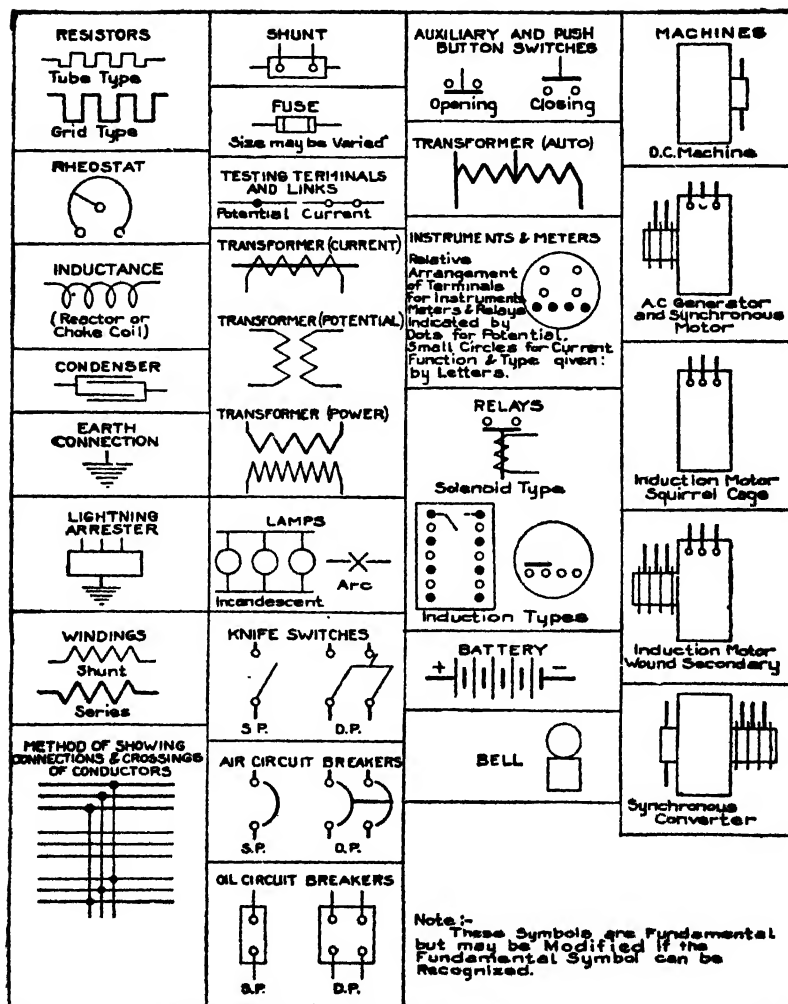 RESISTORS
Tube Type
Grid Type
RHEOSTAT
INDUCTANCE
(Reactor or
Choke Coil)
CONDENSER
EARTH
CONNECTION
LIGHTNING
ARRESTER
WINDINGS
Shunt
Series
METHOD OF SHOWING
CONNECTIONS & CROSSINGS
OF CONDUCTORS
SHUNT
FUSE
Size may be Varied
TESTING TERMINALS
AND LINKS
Potential Current
TRANSFORMER (CURRENT)
TRANSFORMER (POTENTIAL)
TRANSFORMER (POWER)
LAMPS
Arc
Incandescent
KNIFE SWITCHES
S.P. D.P.
AIR CIRCUIT BREAKERS
S.P. D.P.
OIL CIRCUIT BREAKERS
S.P. D.P.
AUXILIARY AND PUSH
BUTTON SWITCHES
Opening Closing
TRANSFORMER (AUTO)
INSTRUMENTS & METERS
Relative
Arrangement
of Terminals
for Instruments
Meters & Relays
Indicated by
Dots for Potential,
Small Circles for Current
Function & Type given:
by Letters.
RELAYS
Solenoid Type
Induction Types
BATTERY
+ −
BELL
MACHINES
D.C. Machine
A.C Generator
and Synchronous
Motor
Induction Motor
Squirrel Cage
Induction Motor
Wound Secondary
Synchronous
Converter
Note:-
These Symbols are Fundamental
but may be Modified if the
Fundamental Symbol can be
Recognized.